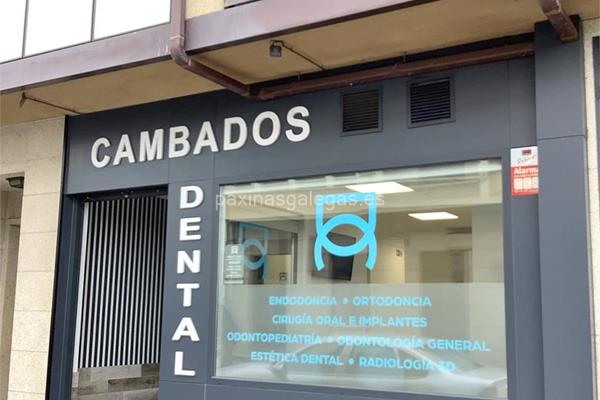 CAMBADOS
DENTAL
paxinasgalegas.es
ENDODONCIA • ORTODONCIA
CIRUGÍA ORAL E IMPLANTES
ODONTOPEDIATRÍA • ODONTOLOGÍA GENERAL
ESTÉTICA DENTAL • RADIOLOGÍA 3D
Alarma